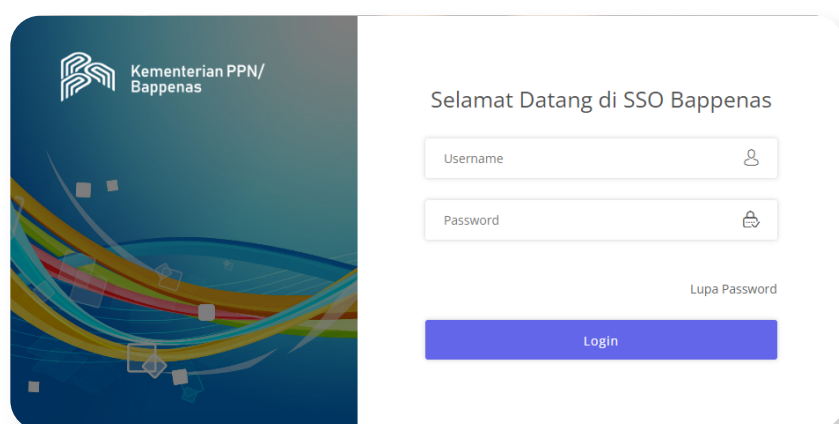 Kementerian PPN/
Bappenas
Selamat Datang di SSO Bappenas
Username
Password
Lupa Password
Login